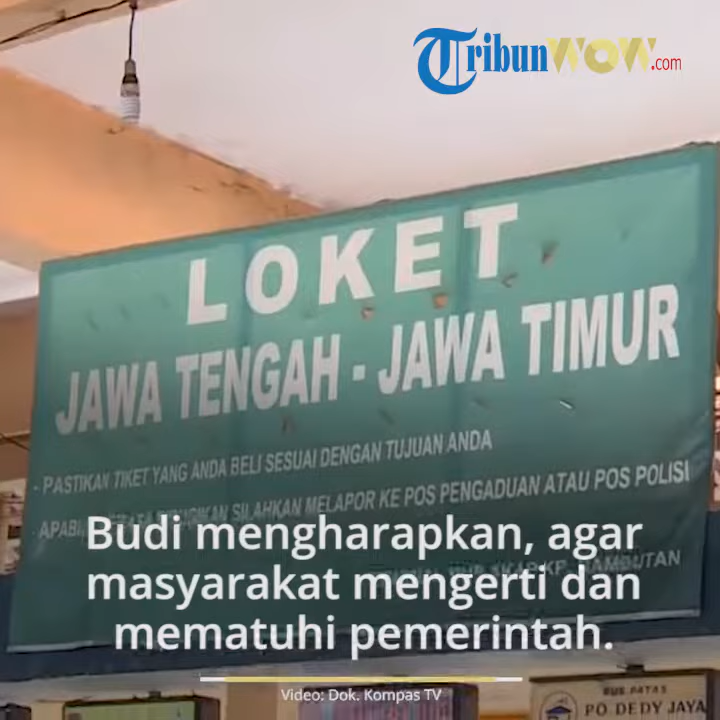 TribunWOW.com
LOKET
JAWA TENGAH - JAWA TIMUR
- PASTIKAN TIKET YANG ANDA BELI SESUAI DENGAN TUJUAN ANDA
SILAHKAN MELAPOR KE POS PENGADUAN ATAU POS POLISI
Budi mengharapkan, agar
masyarakat mengerti dan
mematuhi pemerintah.
Video: Dok. Kompas TV
BUS PATAS
PO DEDY JAYA